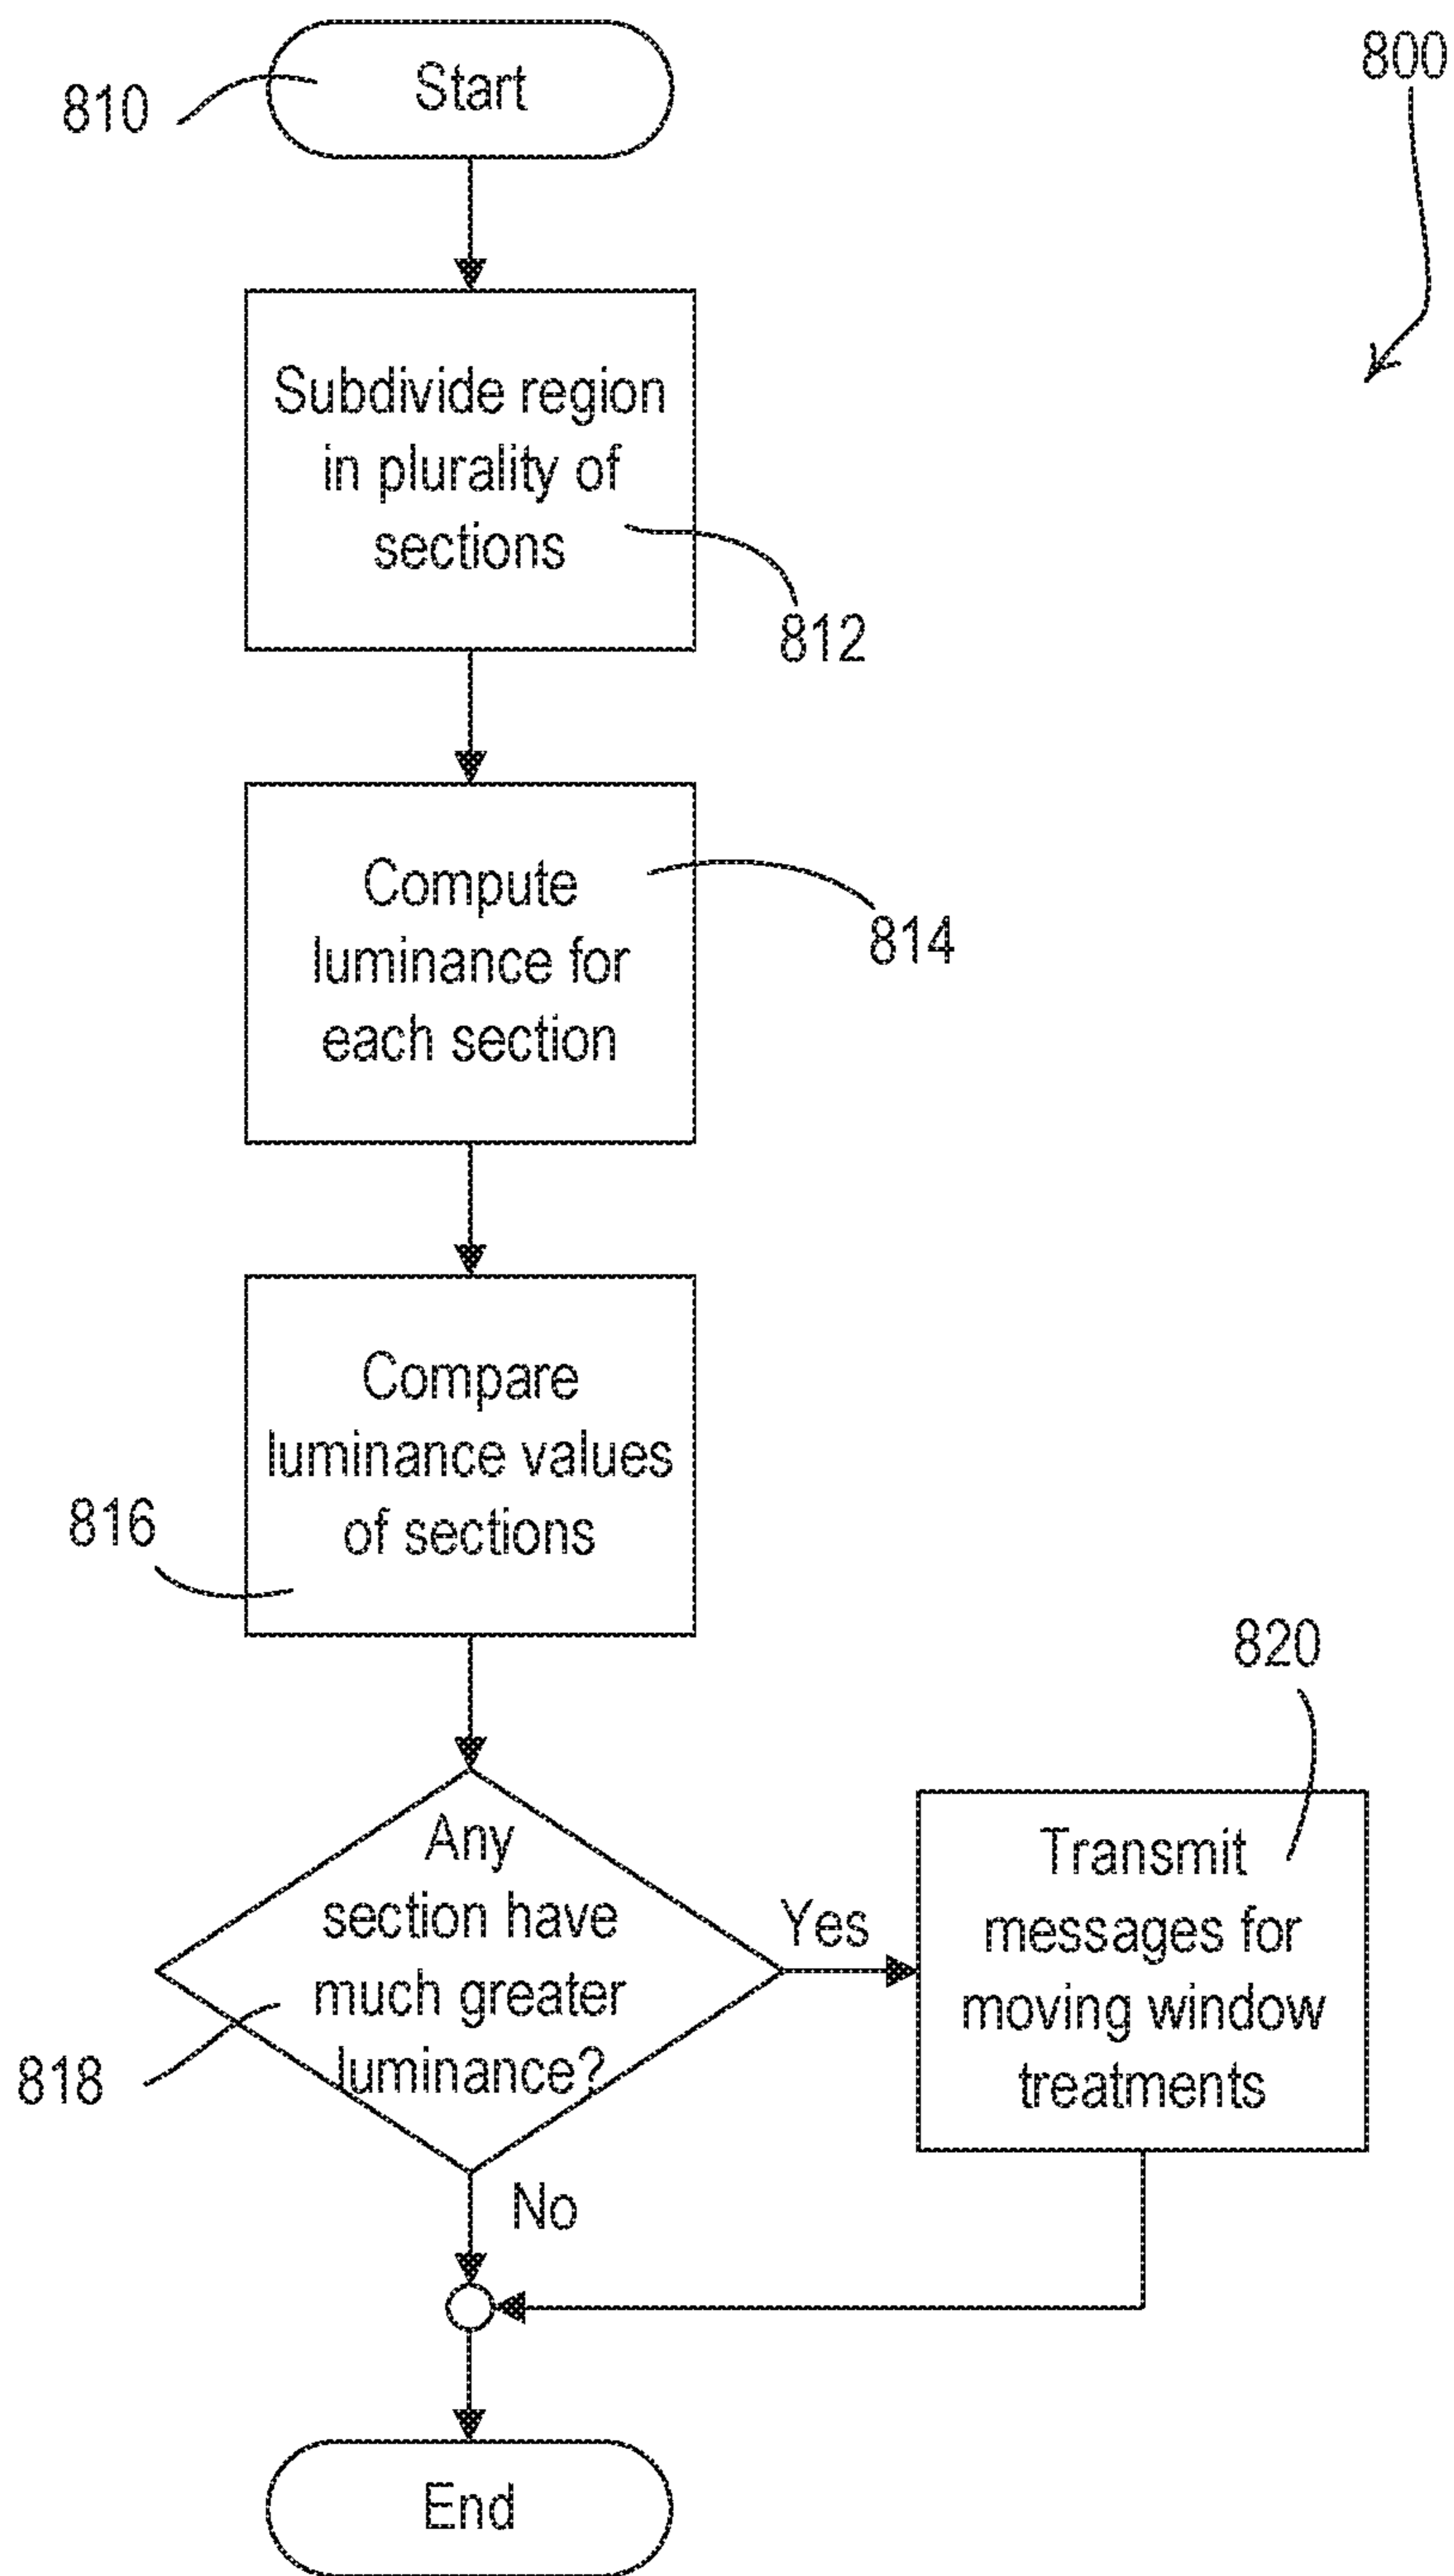 800
810
Start
Subdivide region
in plurality of
sections
812
Compute
luminance for
each section
814
Compare
luminance values
of sections
816
Any
section have
much greater
luminance?
818
Yes
820
Transmit
messages for
moving window
treatments
No
End